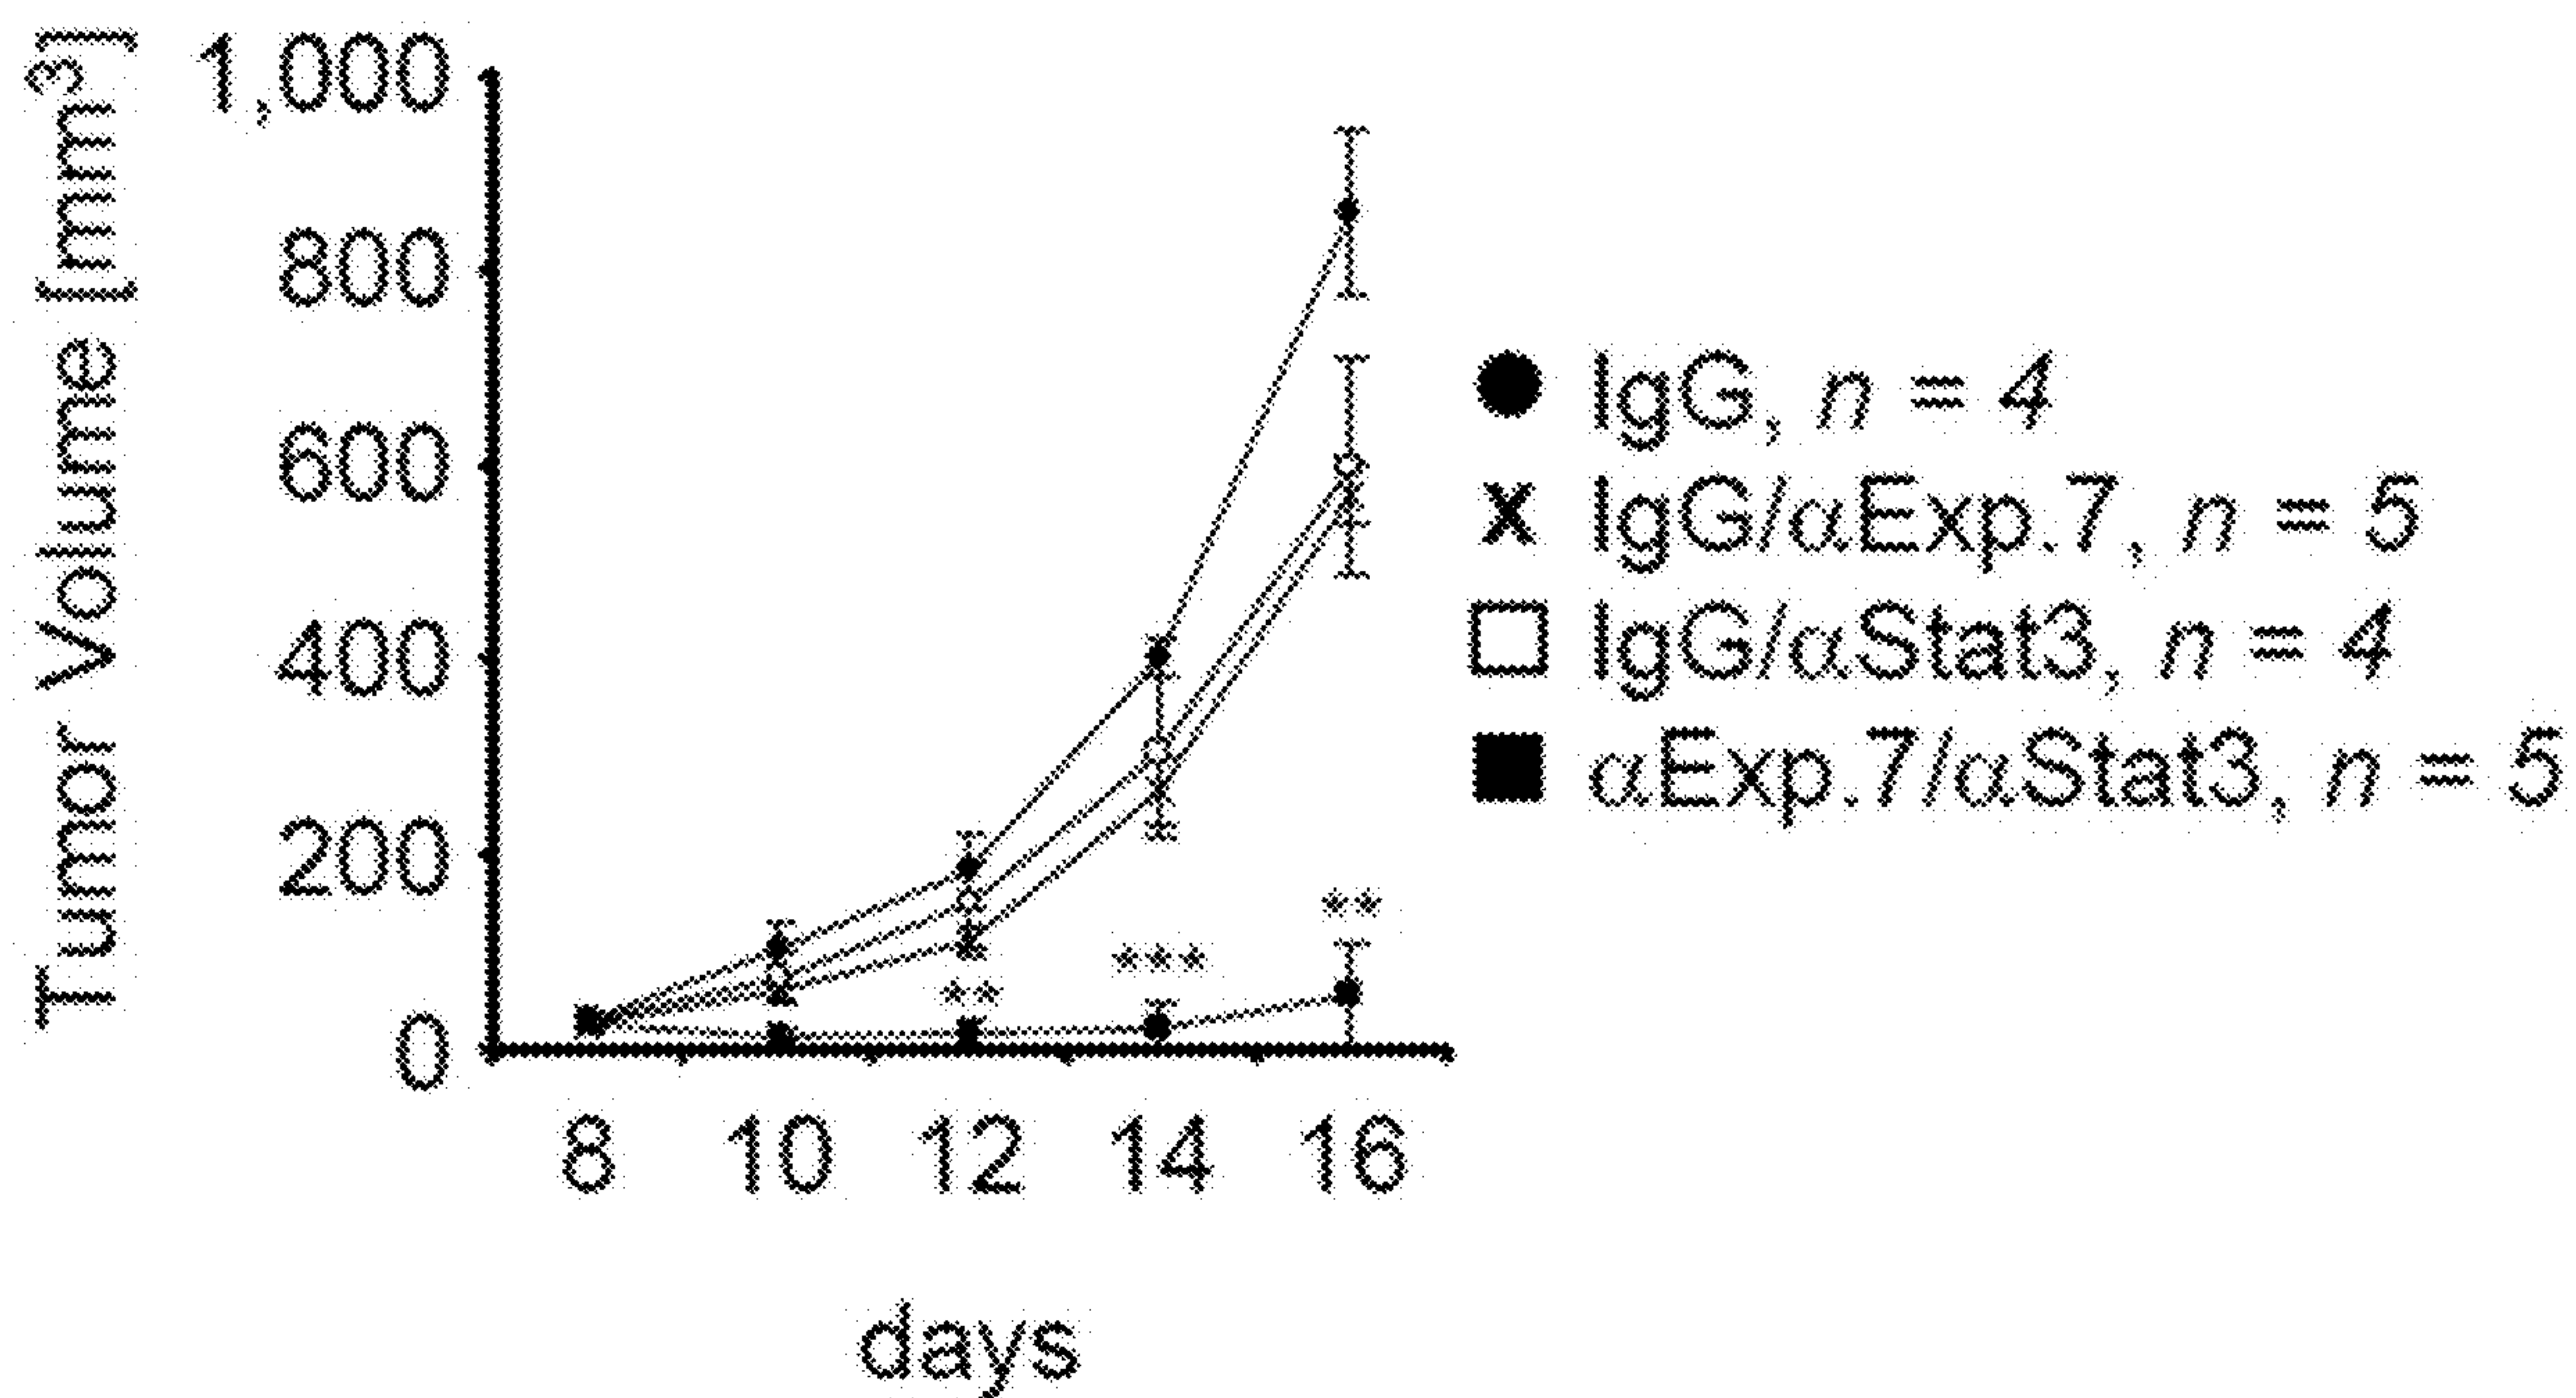 Tumor Volume [mm³]
1,000
800
600
400
200
0
8 10 12 14 16
days
** *** **
IgG, n = 4
IgG/αExp.7, n = 5
IgG/αStat3, n = 4
αExp.7/αStat3, n = 5